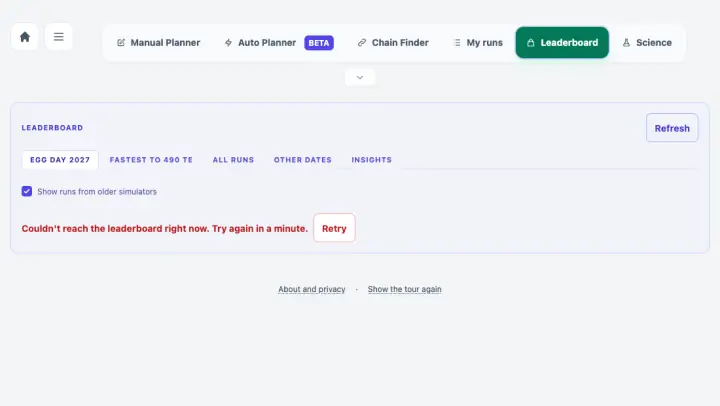 Manual Planner
Auto Planner BETA
Chain Finder
My runs
Leaderboard
Science
LEADERBOARD
Refresh
EGG DAY 2027
FASTEST TO 490 TE
ALL RUNS
OTHER DATES
INSIGHTS
Show runs from older simulators
Couldn't reach the leaderboard right now. Try again in a minute. Retry
About and privacy · Show the tour again